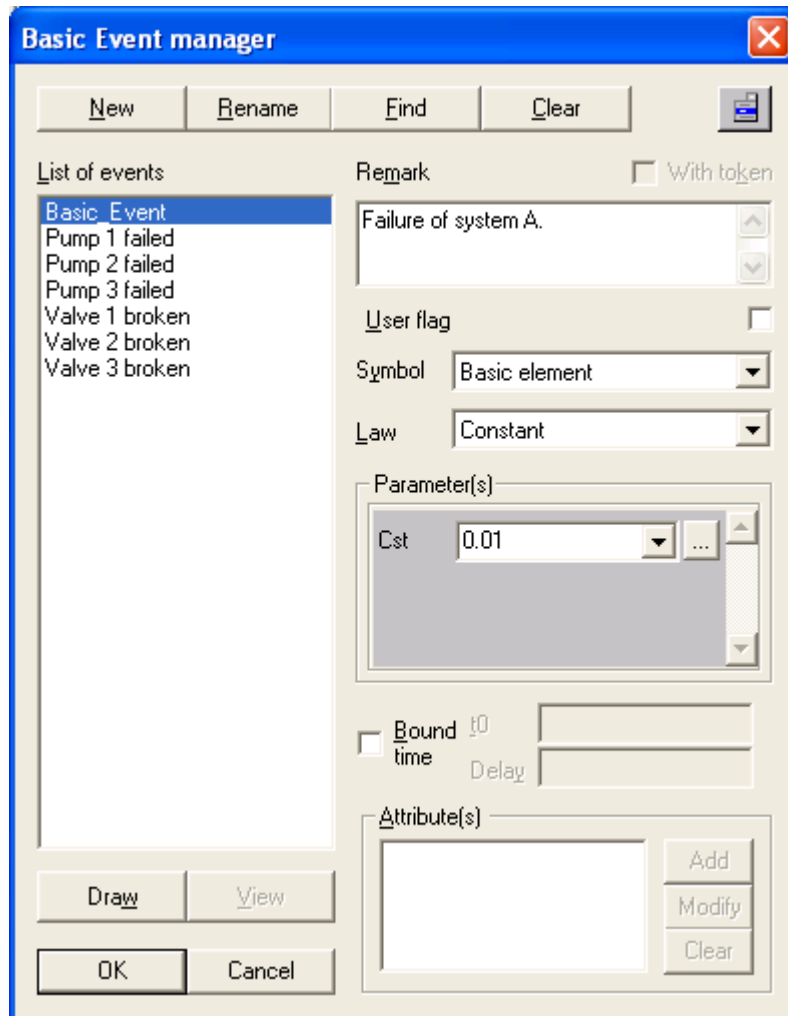 Basic Event manager
New Rename Find Clear
List of events
Basic_Event
Pump 1 failed
Pump 2 failed
Pump 3 failed
Valve 1 broken
Valve 2 broken
Valve 3 broken
Remark With token
Failure of system A.
User flag
Symbol Basic element
Law Constant
Parameter(s)
Cst 0.01 ...
Bound time t0
Delay
Attribute(s)
Add
Modify
Clear
Draw View
OK Cancel